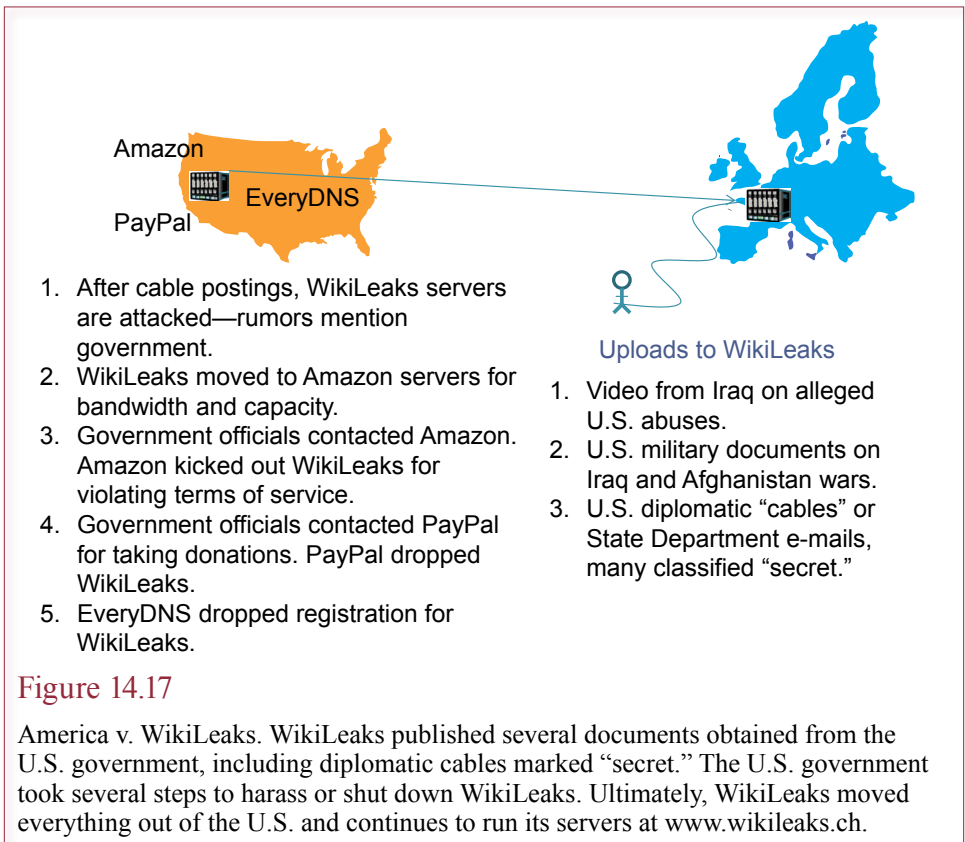 Amazon
EveryDNS
PayPal
1. After cable postings, WikiLeaks servers
are attacked—rumors mention
government.
2. WikiLeaks moved to Amazon servers for
bandwidth and capacity.
3. Government officials contacted Amazon.
Amazon kicked out WikiLeaks for
violating terms of service.
4. Government officials contacted PayPal
for taking donations. PayPal dropped
WikiLeaks.
5. EveryDNS dropped registration for
WikiLeaks.
Uploads to WikiLeaks
1. Video from Iraq on alleged
U.S. abuses.
2. U.S. military documents on
Iraq and Afghanistan wars.
3. U.S. diplomatic “cables” or
State Department e-mails,
many classified “secret.”
Figure 14.17
America v. WikiLeaks. WikiLeaks published several documents obtained from the
U.S. government, including diplomatic cables marked “secret.” The U.S. government
took several steps to harass or shut down WikiLeaks. Ultimately, WikiLeaks moved
everything out of the U.S. and continues to run its servers at www.wikileaks.ch.